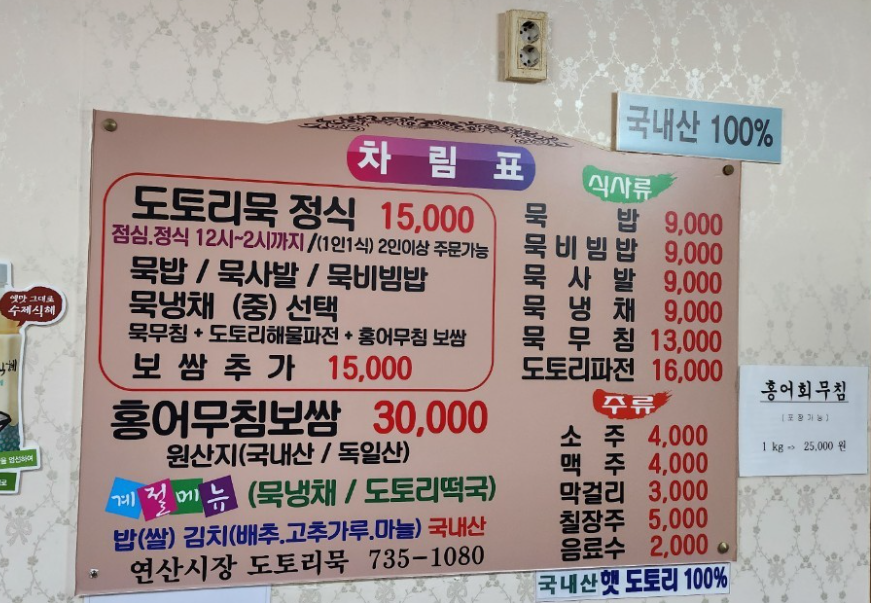 국내산 100%
차림표
도토리묵 정식 15,000
점심.정식 12시~2시까지/(1인1식) 2인이상 주문가능
묵밥 / 묵사발 / 묵비빔밥
묵냉채 (중) 선택
묵무침 + 도토리해물파전 + 홍어무침 보쌈
보쌈추가 15,000
홍어무침보쌈 30,000
원산지(국내산 / 독일산)
계절메뉴 (묵냉채 / 도토리떡국)
밥(쌀) 김치(배추.고추가루.마늘) 국내산
연산시장 도토리묵 735-1080
식사류
묵밥 9,000
묵비빔밥 9,000
묵사발 9,000
묵냉채 9,000
묵무침 13,000
도토리파전 16,000
주류
소주 4,000
맥주 4,000
막걸리 3,000
칠장주 5,000
음료수 2,000
국내산 햇 도토리 100%
홍어회무침
(포장가능)
1 kg ⇨ 25,000 원
옛맛 그대로
수제식혜